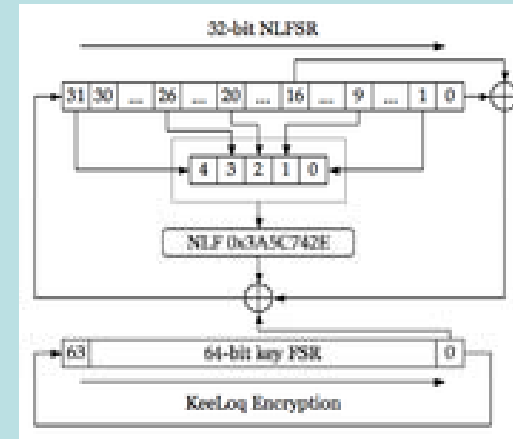 32-bit NLFSR
31 30 ... 26 ... 20 ... 16 ... 9 ... 1 0
4 3 2 1 0
NLF 0x3A5C742E
63 64-bit key FSR 0
KeeLoq Encryption